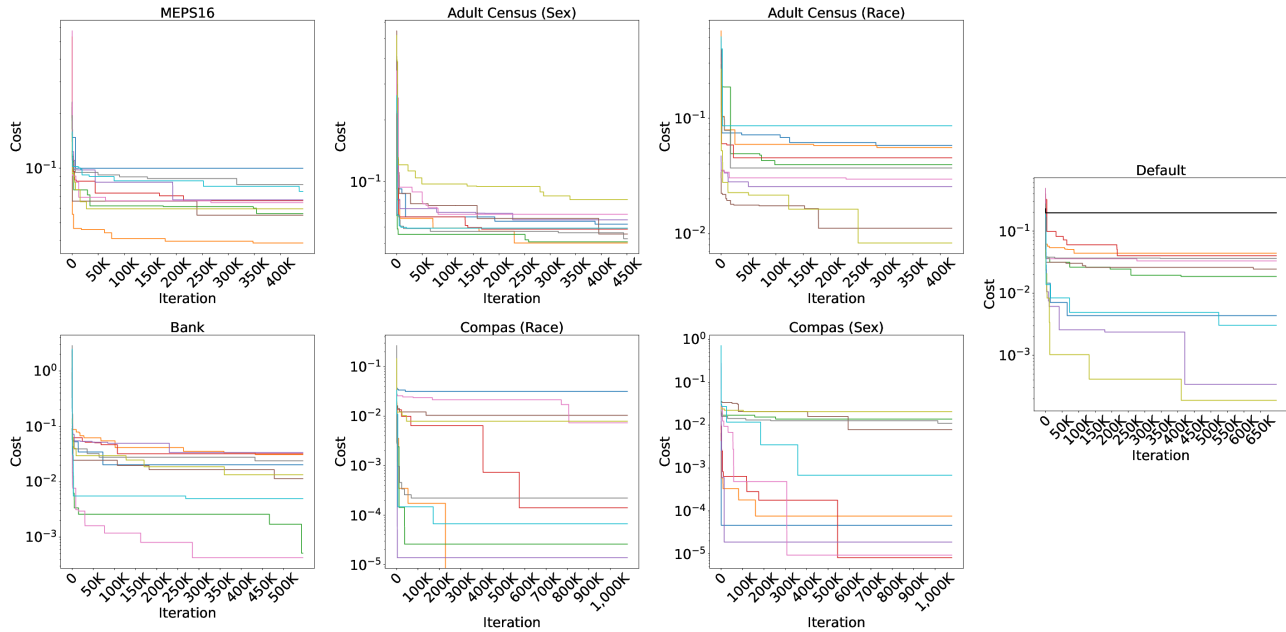 MEPS16
Cost
10⁻¹
0 50K 100K 150K 200K 250K 300K 350K 400K
Iteration
Adult Census (Sex)
Cost
10⁻¹
0 50K 100K 150K 200K 250K 300K 350K 400K 450K
Iteration
Adult Census (Race)
Cost
10⁻¹
10⁻²
0 50K 100K 150K 200K 250K 300K 350K 400K
Iteration
Default
Cost
10⁻¹
10⁻²
10⁻³
0 50K 100K 150K 200K 250K 300K 350K 400K 450K 500K 550K 600K 650K
Iteration
Bank
Cost
10⁰
10⁻¹
10⁻²
10⁻³
0 50K 100K 150K 200K 250K 300K 350K 400K 450K 500K
Iteration
Compas (Race)
Cost
10⁻¹
10⁻²
10⁻³
10⁻⁴
10⁻⁵
0 100K 200K 300K 400K 500K 600K 700K 800K 900K 1,000K
Iteration
Compas (Sex)
Cost
10⁰
10⁻¹
10⁻²
10⁻³
10⁻⁴
10⁻⁵
0 100K 200K 300K 400K 500K 600K 700K 800K 900K 1,000K
Iteration